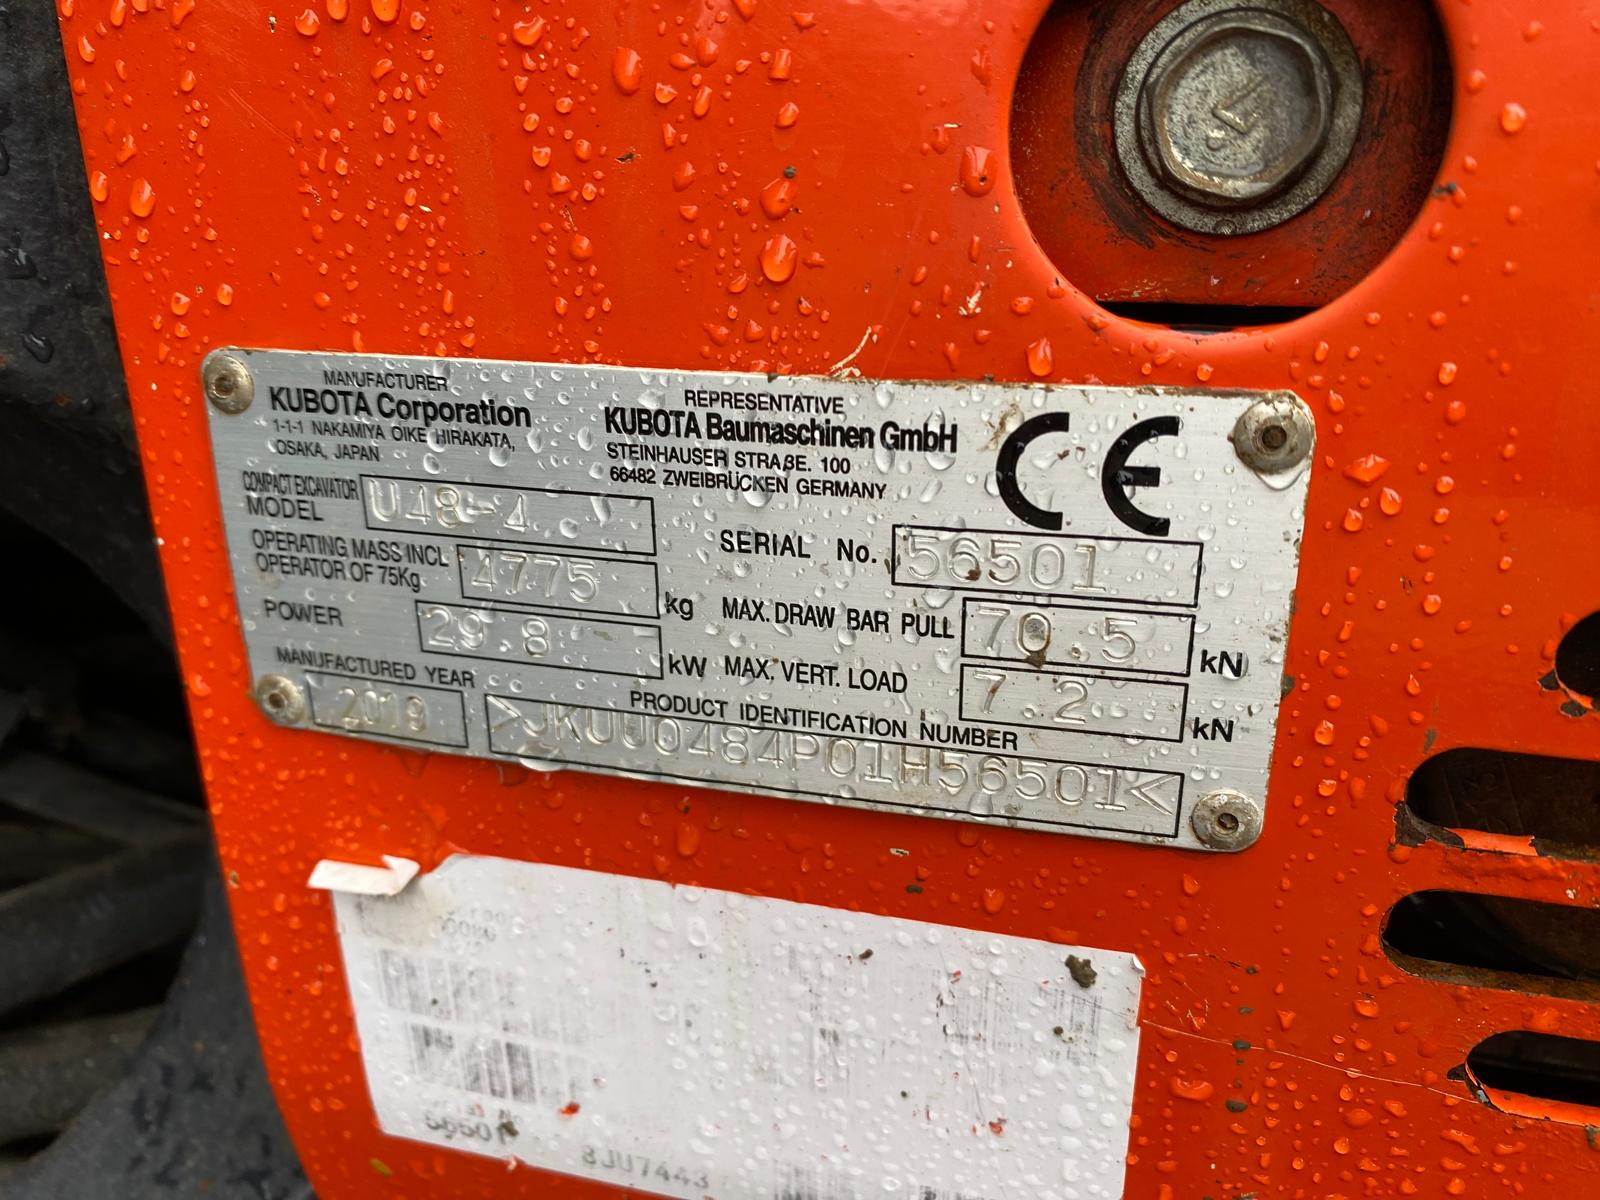 MANUFACTURER
KUBOTA Corporation
1-1-1 NAKAMIYA OIKE HIRAKATA,
OSAKA, JAPAN
REPRESENTATIVE
KUBOTA Baumaschinen GmbH
STEINHAUSER STRAßE. 100
66482 ZWEIBRÜCKEN GERMANY
CE
COMPACT EXCAVATOR
MODEL U48-4
OPERATING MASS INCL
OPERATOR OF 75Kg 4775 kg
POWER 29.8 kW
MANUFACTURED YEAR
2019
SERIAL No. 56501
MAX. DRAW BAR PULL 70.5 kN
MAX. VERT. LOAD 7.2 kN
PRODUCT IDENTIFICATION NUMBER
>JKUU0484P01H56501<
56501
8JU7443